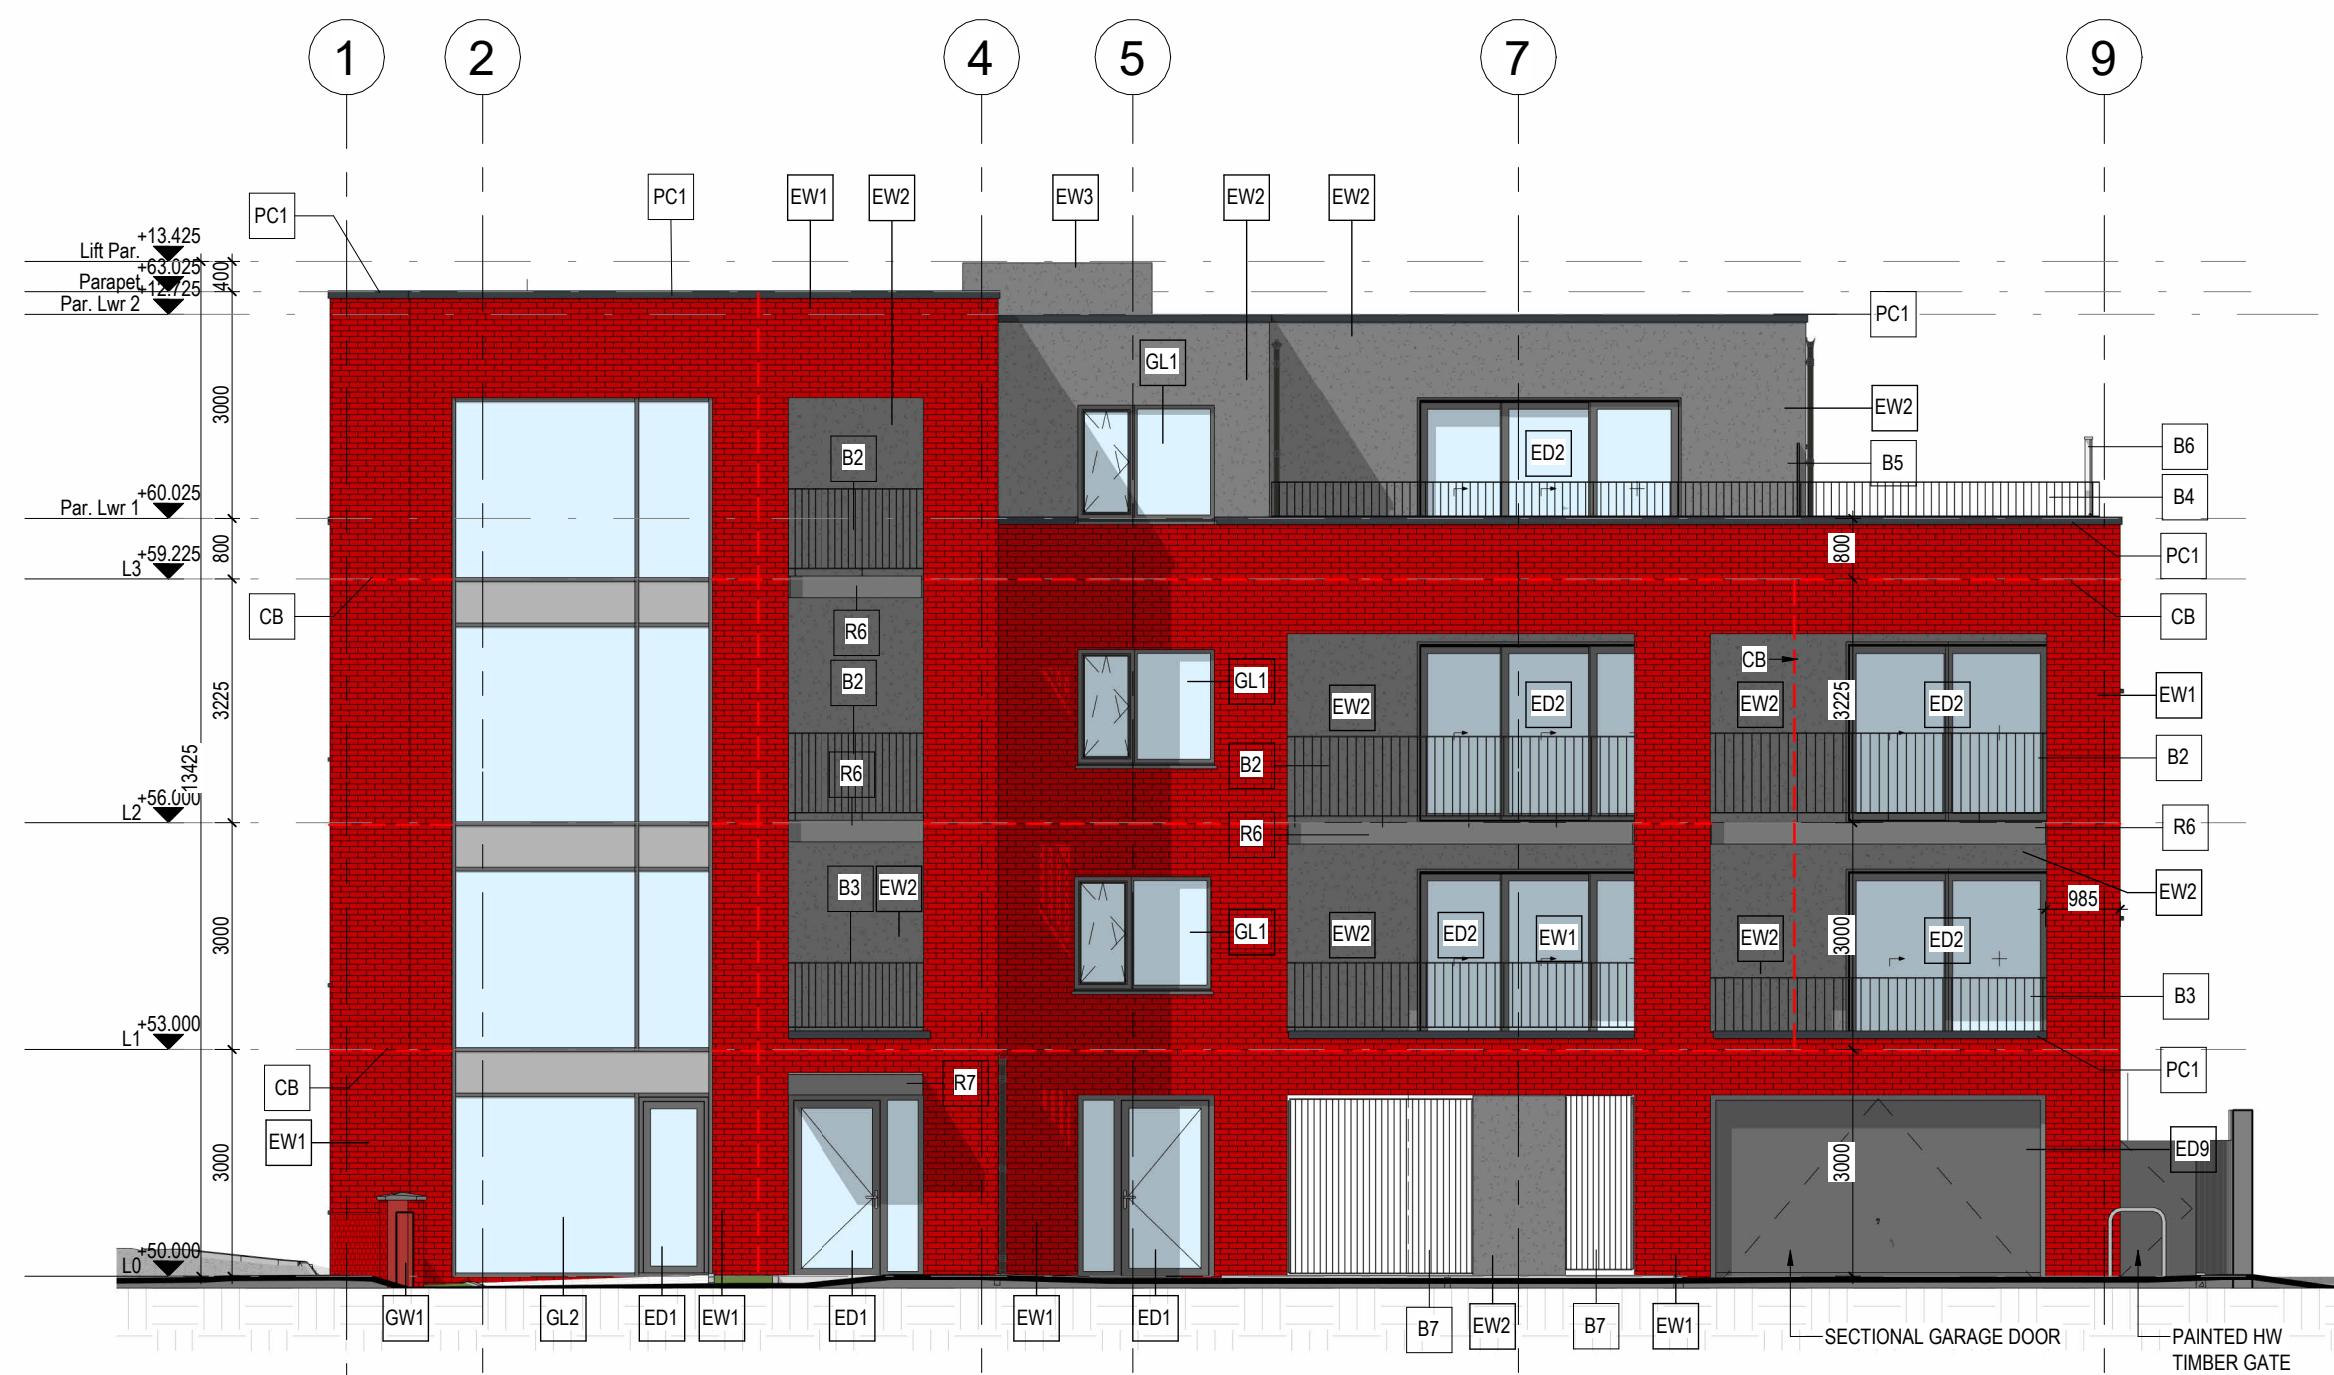 1 2 4 5 7 9
PC1 PC1 EW1 EW2 EW3 EW2 EW2
+13.425
Lift Par.
+63.025
Parapet
+12.725
Par. Lwr 2
400
PC1
GL1
3000
EW2
B2
ED2
B5
B6
B4
+60.025
Par. Lwr 1
800
800
PC1
+59.225
L3
CB
CB
R6
B2
GL1
CB
EW2
ED2
EW2
ED2
EW1
3225
3225
13425
R6
B2
B2
+56.0
L2
R6
R6
B3 EW2
EW2
985
3000
GL1
EW2
ED2
EW1
EW2
3000
ED2
B3
+53.000
L1
CB
R7
PC1
EW1
3000
3000
ED9
+50.000
L0
GW1 GL2 ED1 EW1 ED1 EW1 ED1 B7 EW2 B7 EW1
SECTIONAL GARAGE DOOR
PAINTED HW
TIMBER GATE